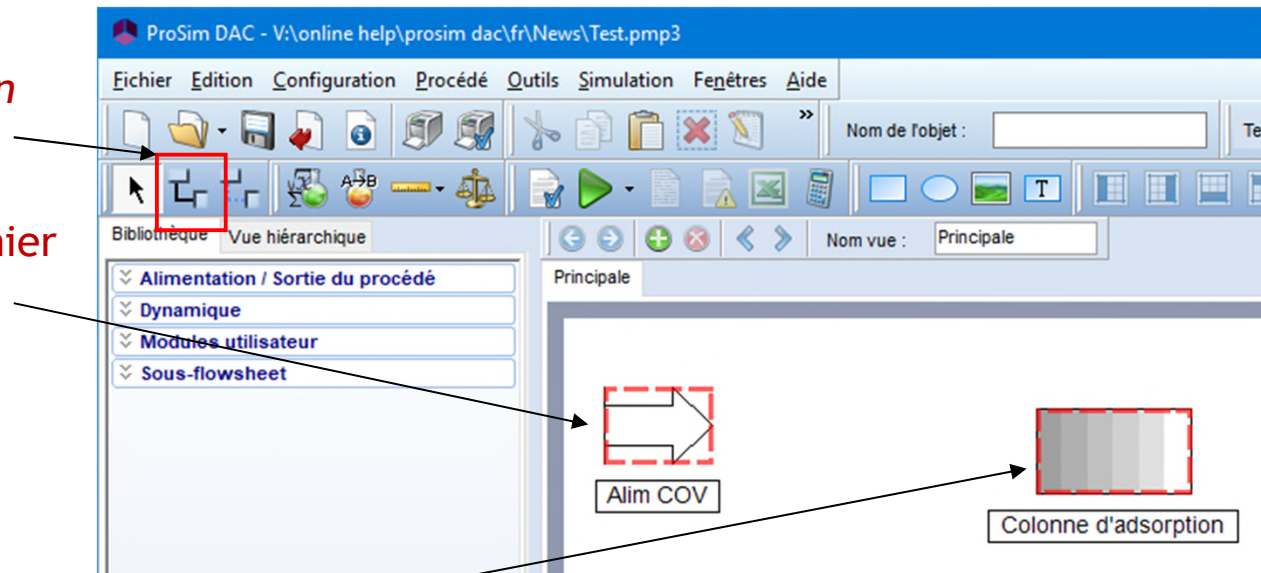 ProSim DAC - V:\online help\prosim dac\fr\News\Test.pmp3
Fichier Edition Configuration Procédé Outils Simulation Fenêtres Aide
n
» Nom de l'objet : Te
A→B T
ier
Bibliothèque Vue hiérarchique Nom vue : Principale
Alimentation / Sortie du procédé
Principale
Dynamique
Modules utilisateur
Sous-flowsheet
Alim COV
Colonne d'adsorption